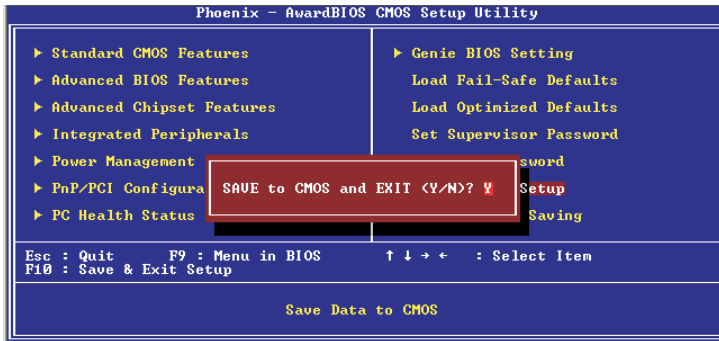 Phoenix - AwardBIOS CMOS Setup Utility
▶ Standard CMOS Features
▶ Advanced BIOS Features
▶ Advanced Chipset Features
▶ Integrated Peripherals
▶ Power Management
▶ PnP/PCI Configura
▶ PC Health Status
▶ Genie BIOS Setting
Load Fail-Safe Defaults
Load Optimized Defaults
Set Supervisor Password
sword
Setup
Saving
SAVE to CMOS and EXIT (Y/N)? Y
Esc : Quit F9 : Menu in BIOS ↑ ↓ → ← : Select Item
F10 : Save & Exit Setup
Save Data to CMOS